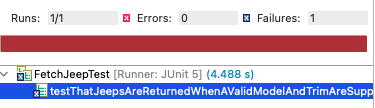 Runs: 1/1 Errors: 0 Failures: 1
FetchJeepTest [Runner: JUnit 5] (4.488 s)
testThatJeepsAreReturnedWhenAValidModelAndTrimAreSupp